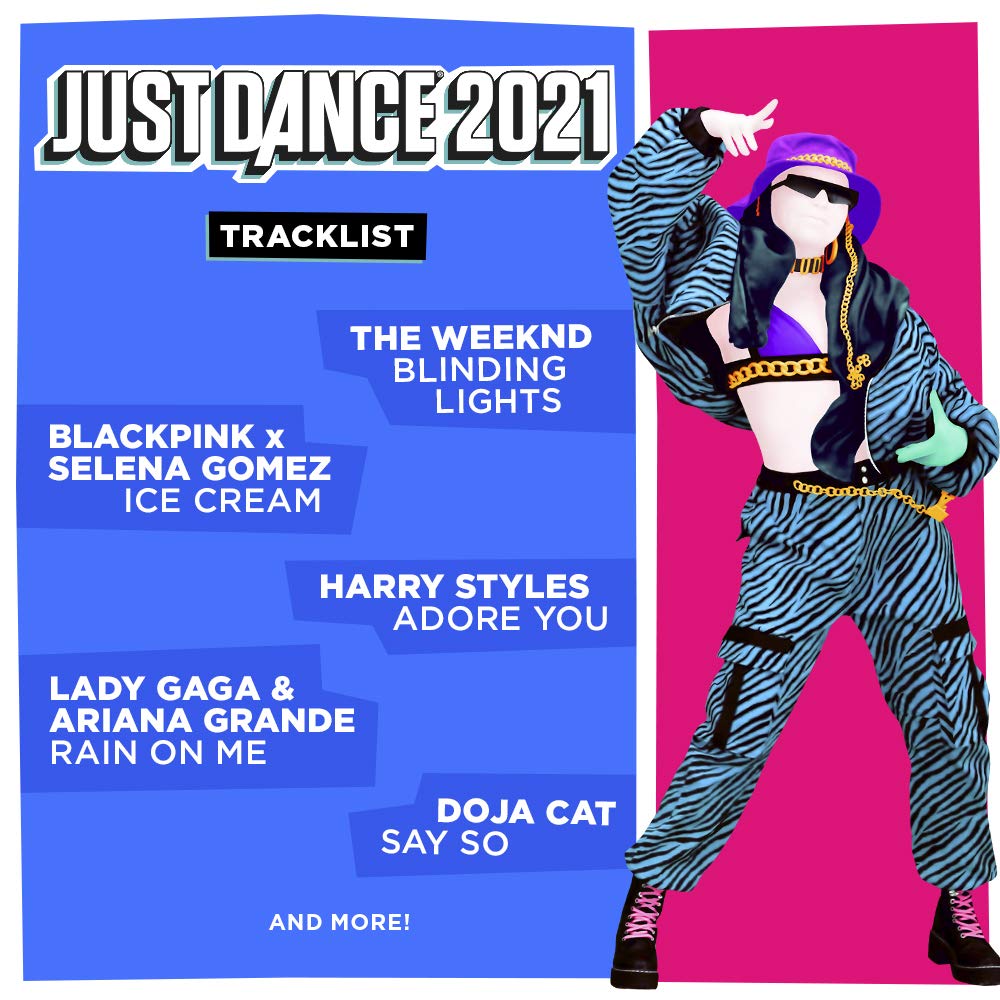 JUST DANCE® 2021
TRACKLIST
THE WEEKND
BLINDING
LIGHTS
BLACKPINK x
SELENA GOMEZ
ICE CREAM
HARRY STYLES
ADORE YOU
LADY GAGA &
ARIANA GRANDE
RAIN ON ME
DOJA CAT
SAY SO
AND MORE!